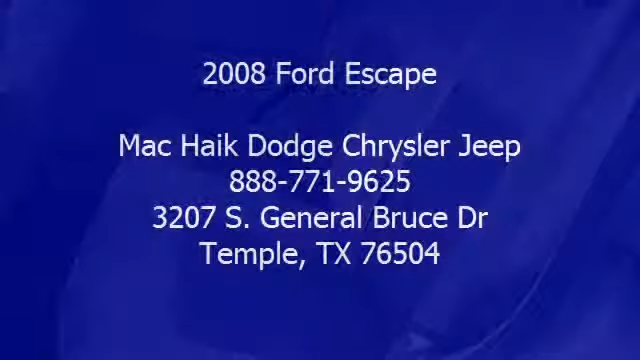 2008 Ford Escape
Mac Haik Dodge Chrysler Jeep
888-771-9625
3207 S. General Bruce Dr
Temple, TX 76504